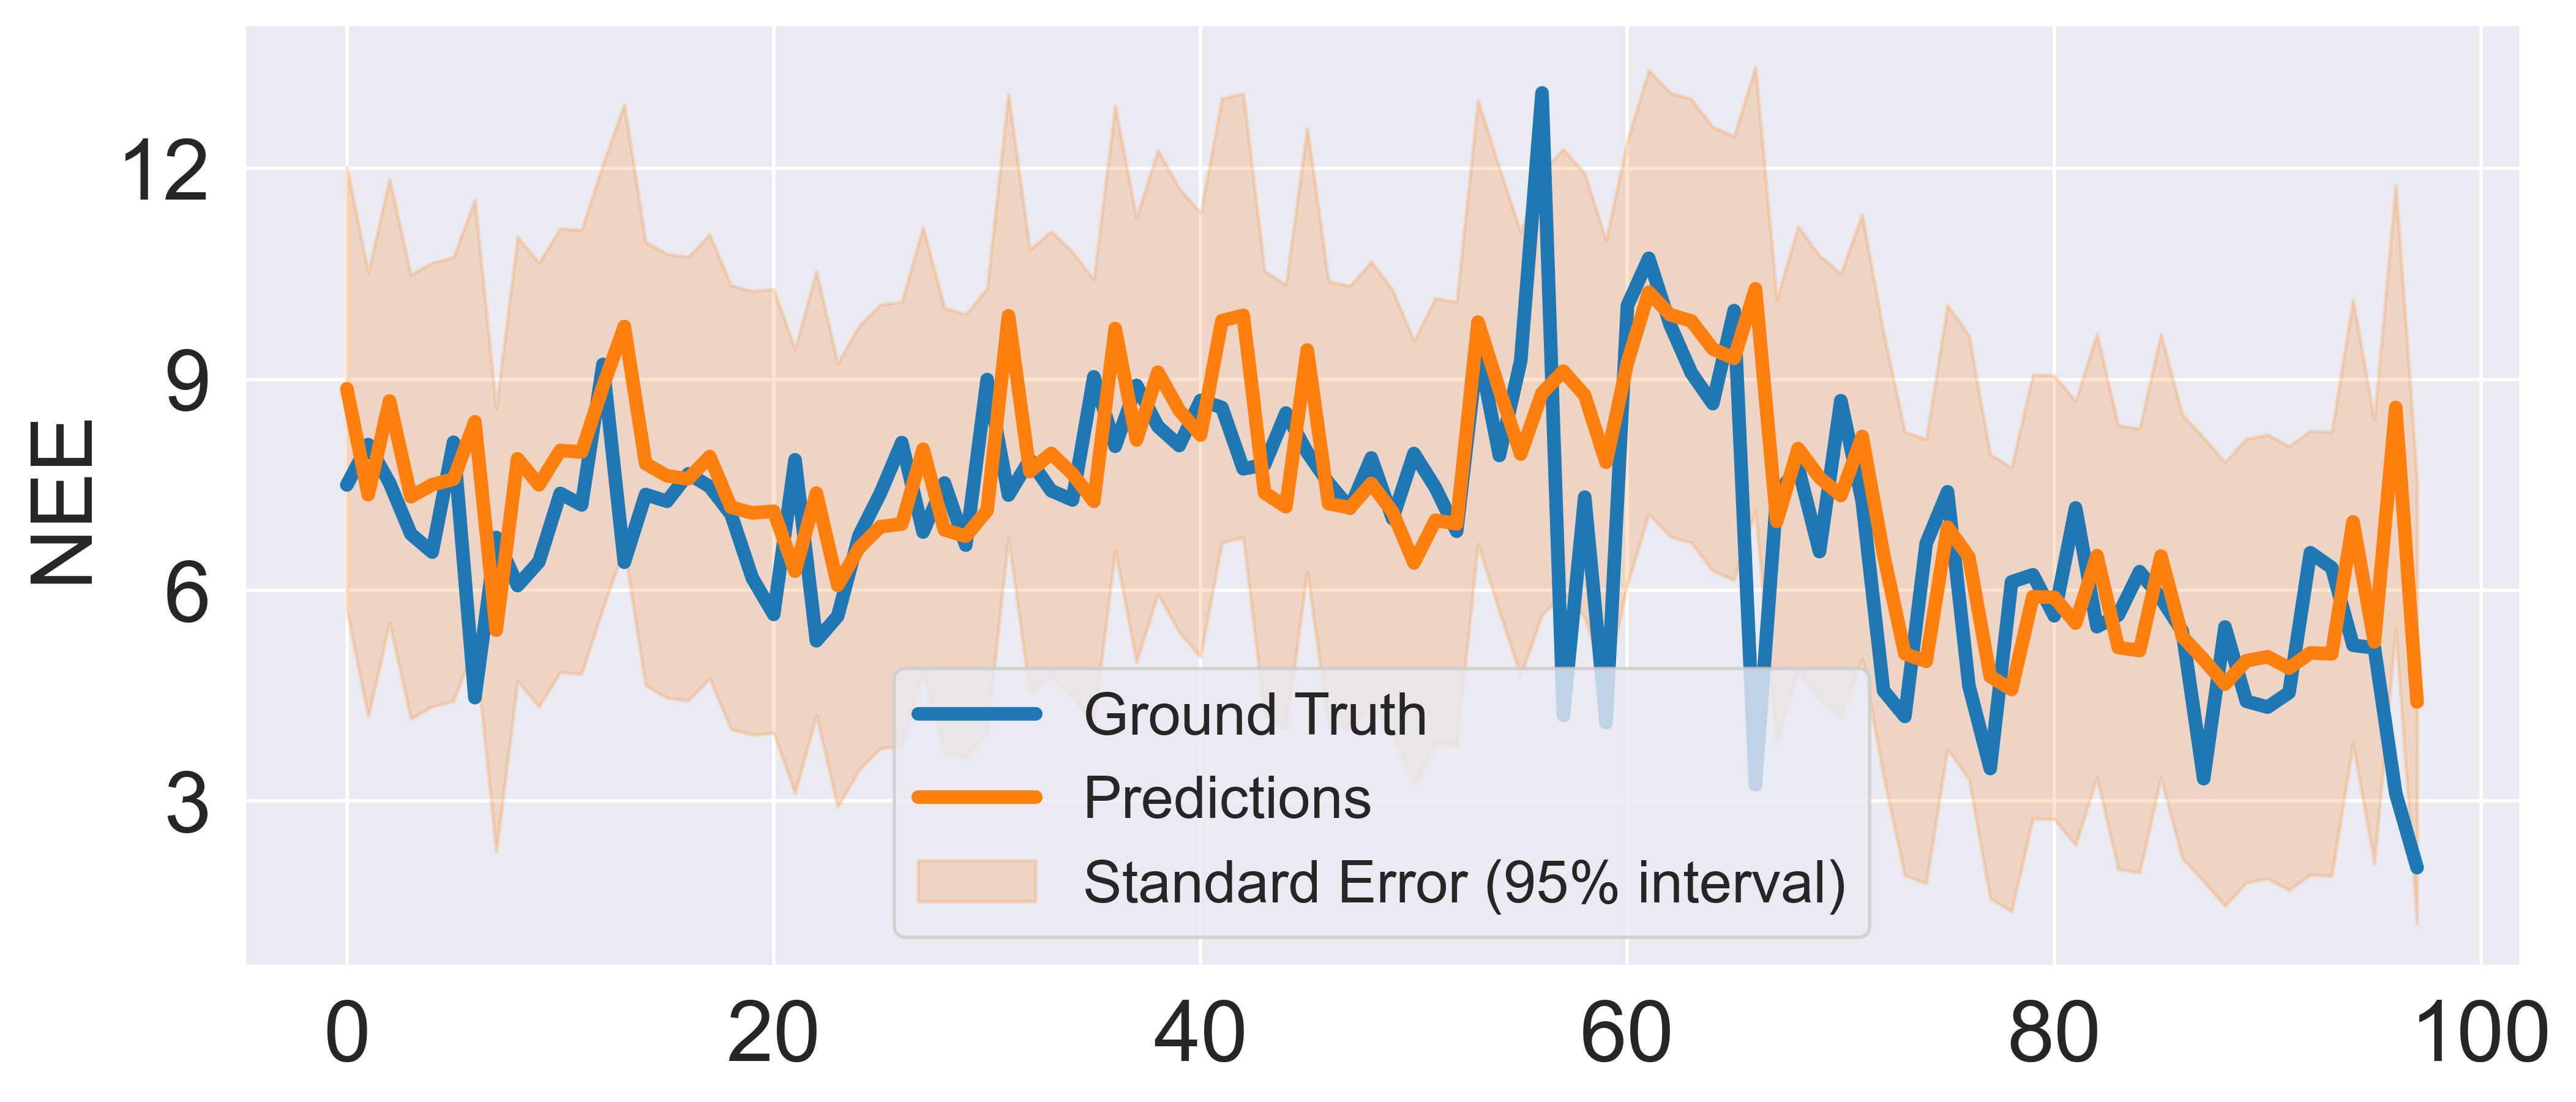 NEE
12
9
6
3
Ground Truth
Predictions
Standard Error (95% interval)
0 20 40 60 80 100